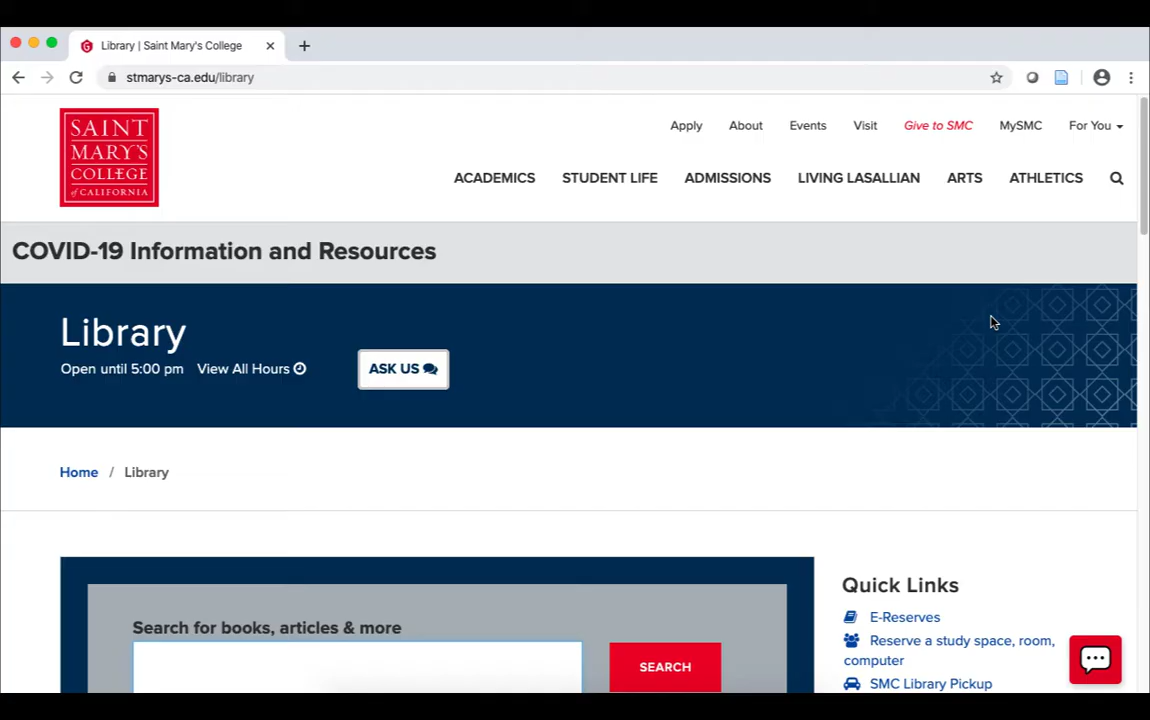 Library | Saint Mary's College
stmarys-ca.edu/library
SAINT
MARY'S
COLLEGE
of CALIFORNIA
Apply About Events Visit Give to SMC MySMC For You
ACADEMICS STUDENT LIFE ADMISSIONS LIVING LASALLIAN ARTS ATHLETICS
COVID-19 Information and Resources
Library
Open until 5:00 pm View All Hours
ASK US
Home / Library
Search for books, articles & more
SEARCH
Quick Links
E-Reserves
Reserve a study space, room,
computer
SMC Library Pickup